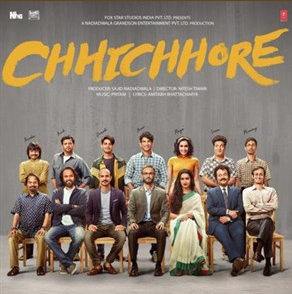 FOR STAR STUDIOS INDIA PVT. LTD. PRESENTS
A NADIADWALA GRANDSON ENTERTAINMENT PVT. LTD. PRODUCTION
CHHICHHORE
PRODUCER: SAJID NADIADWALA | DIRECTOR: NITESH TIWARI
MUSIC: PRITAM | LYRICS: AMITABH BHATTACHARYA